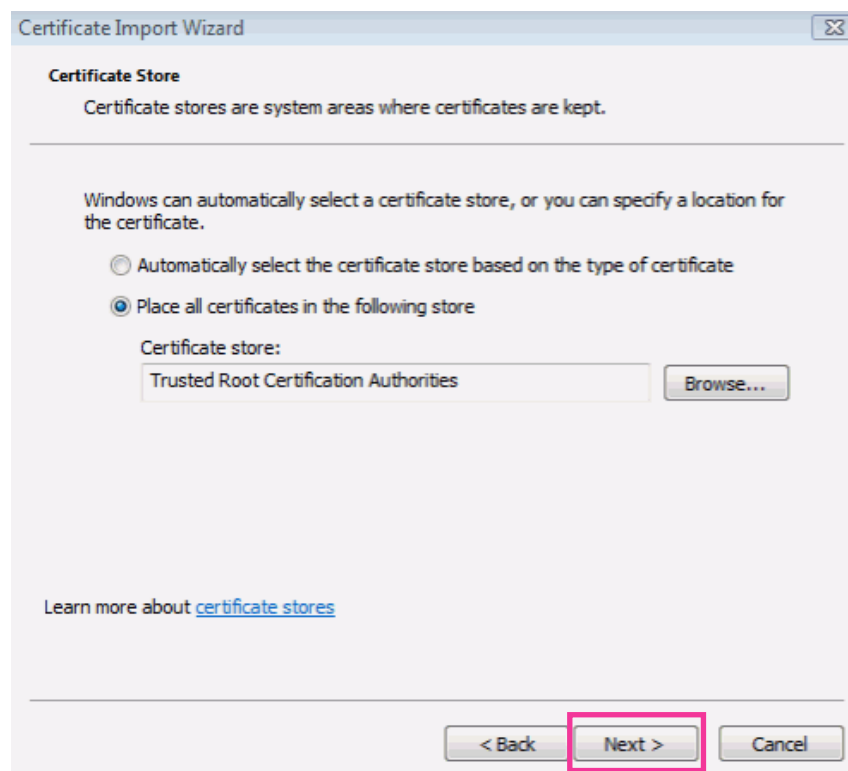 Certificate Import Wizard
Certificate Store
Certificate stores are system areas where certificates are kept.
Windows can automatically select a certificate store, or you can specify a location for
the certificate.
Automatically select the certificate store based on the type of certificate
Place all certificates in the following store
Certificate store:
Trusted Root Certification Authorities
Browse...
Learn more about certificate stores
< Back
Next >
Cancel